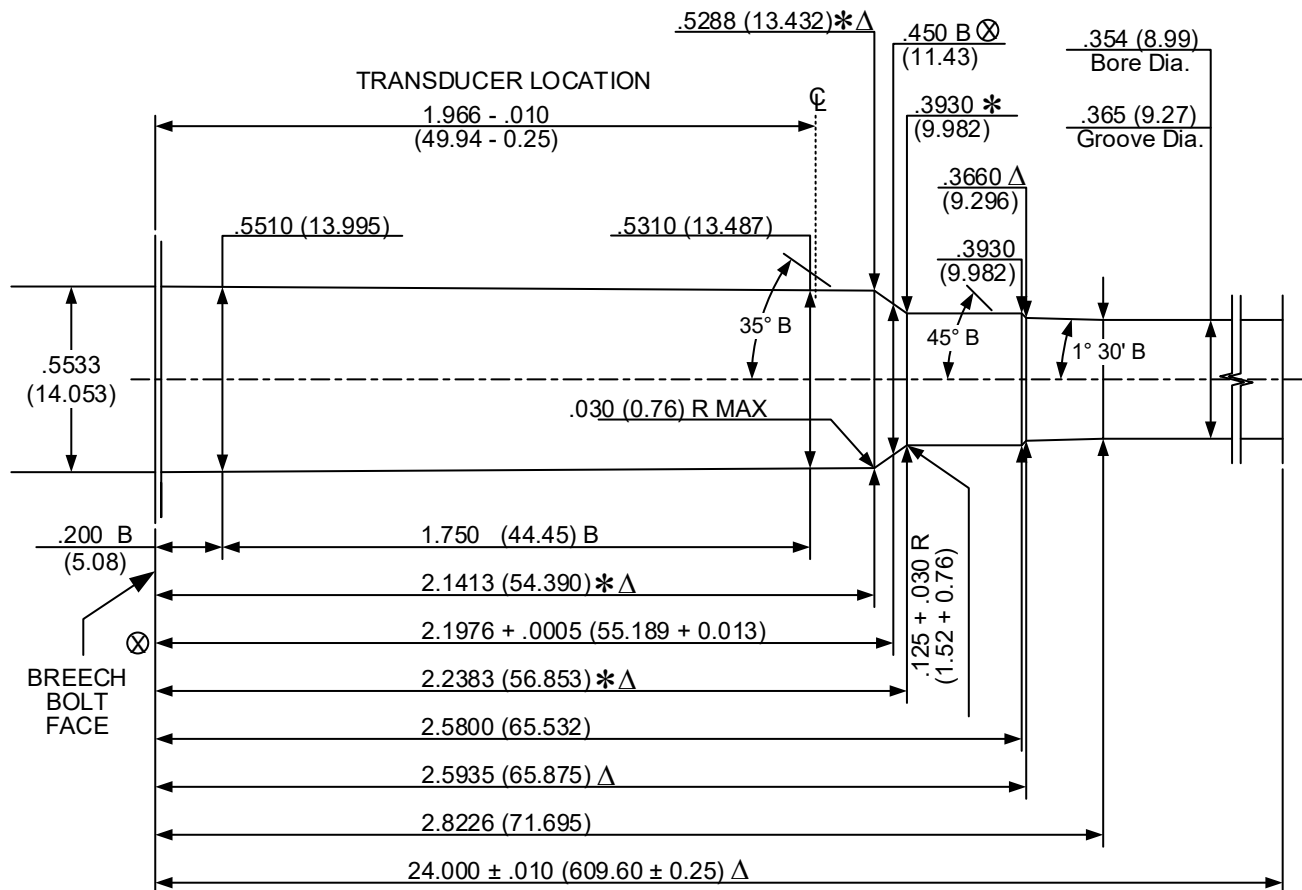 .5288 (13.432)✱Δ
.450 B ⊗
(11.43)
.354 (8.99)
Bore Dia.
TRANSDUCER LOCATION
℄
1.966 - .010
(49.94 - 0.25)
.3930 ✱
(9.982)
.365 (9.27)
Groove Dia.
.3660 Δ
(9.296)
.5510 (13.995)
.5310 (13.487)
.3930
(9.982)
35° B
45° B
1° 30' B
.5533
(14.053)
.030 (0.76) R MAX
.200 B
(5.08)
1.750 (44.45) B
.125 + .030 R
(1.52 + 0.76)
2.1413 (54.390)✱Δ
⊗
2.1976 + .0005 (55.189 + 0.013)
BREECH
BOLT
FACE
2.2383 (56.853)✱Δ
2.5800 (65.532)
2.5935 (65.875) Δ
2.8226 (71.695)
24.000 ± .010 (609.60 ± 0.25) Δ